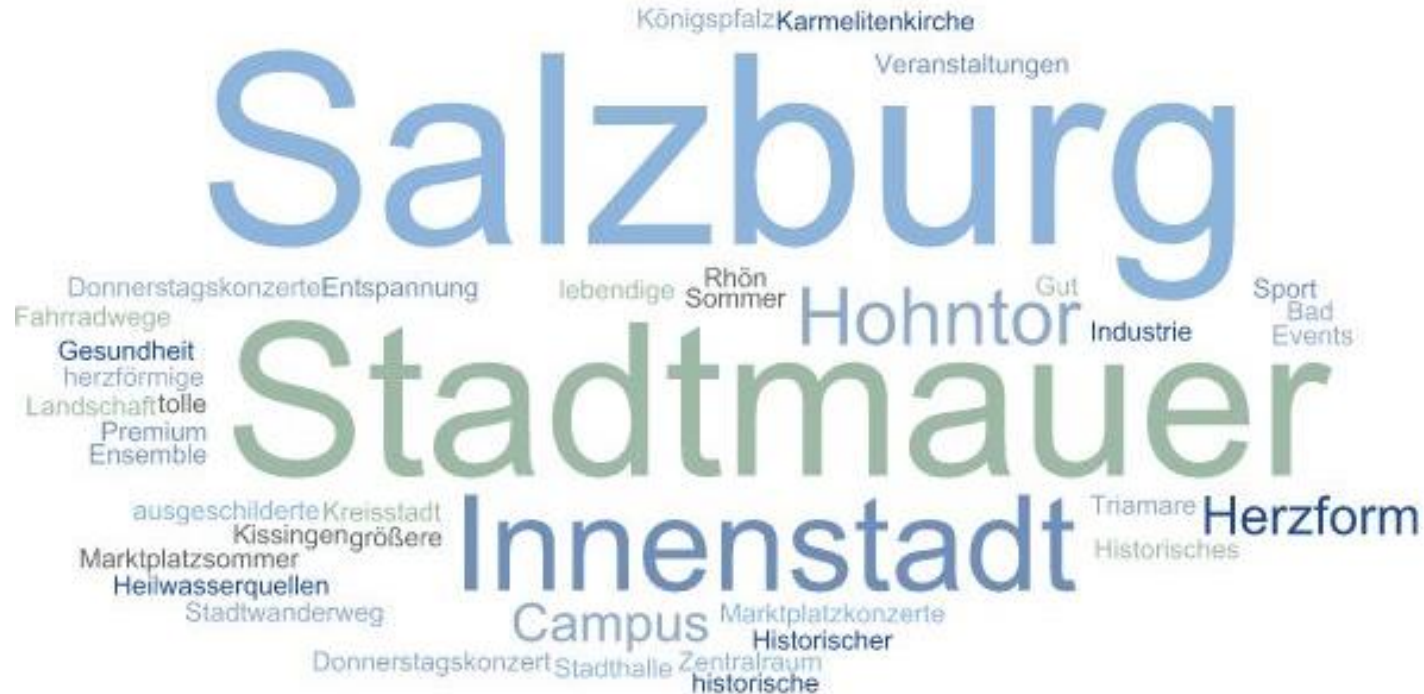 Königspfalz Karmelitenkirche
Veranstaltungen
Salzburg
Donnerstagskonzerte Entspannung
lebendige
Rhön
Sommer
Hohntor
Gut
Industrie
Sport
Bad
Events
Fahrradwege
Gesundheit
herzförmige
Landschaft tolle
Premium
Ensemble
Stadtmauer
ausgeschilderte Kreisstadt
Kissingen größere
Marktplatzsommer
Heilwasserquellen
Stadtwanderweg
Innenstadt
Triamare
Herzform
Historisches
Campus
Marktplatzkonzerte
Historischer
Donnerstagskonzert Stadthalle Zentralraum
historische